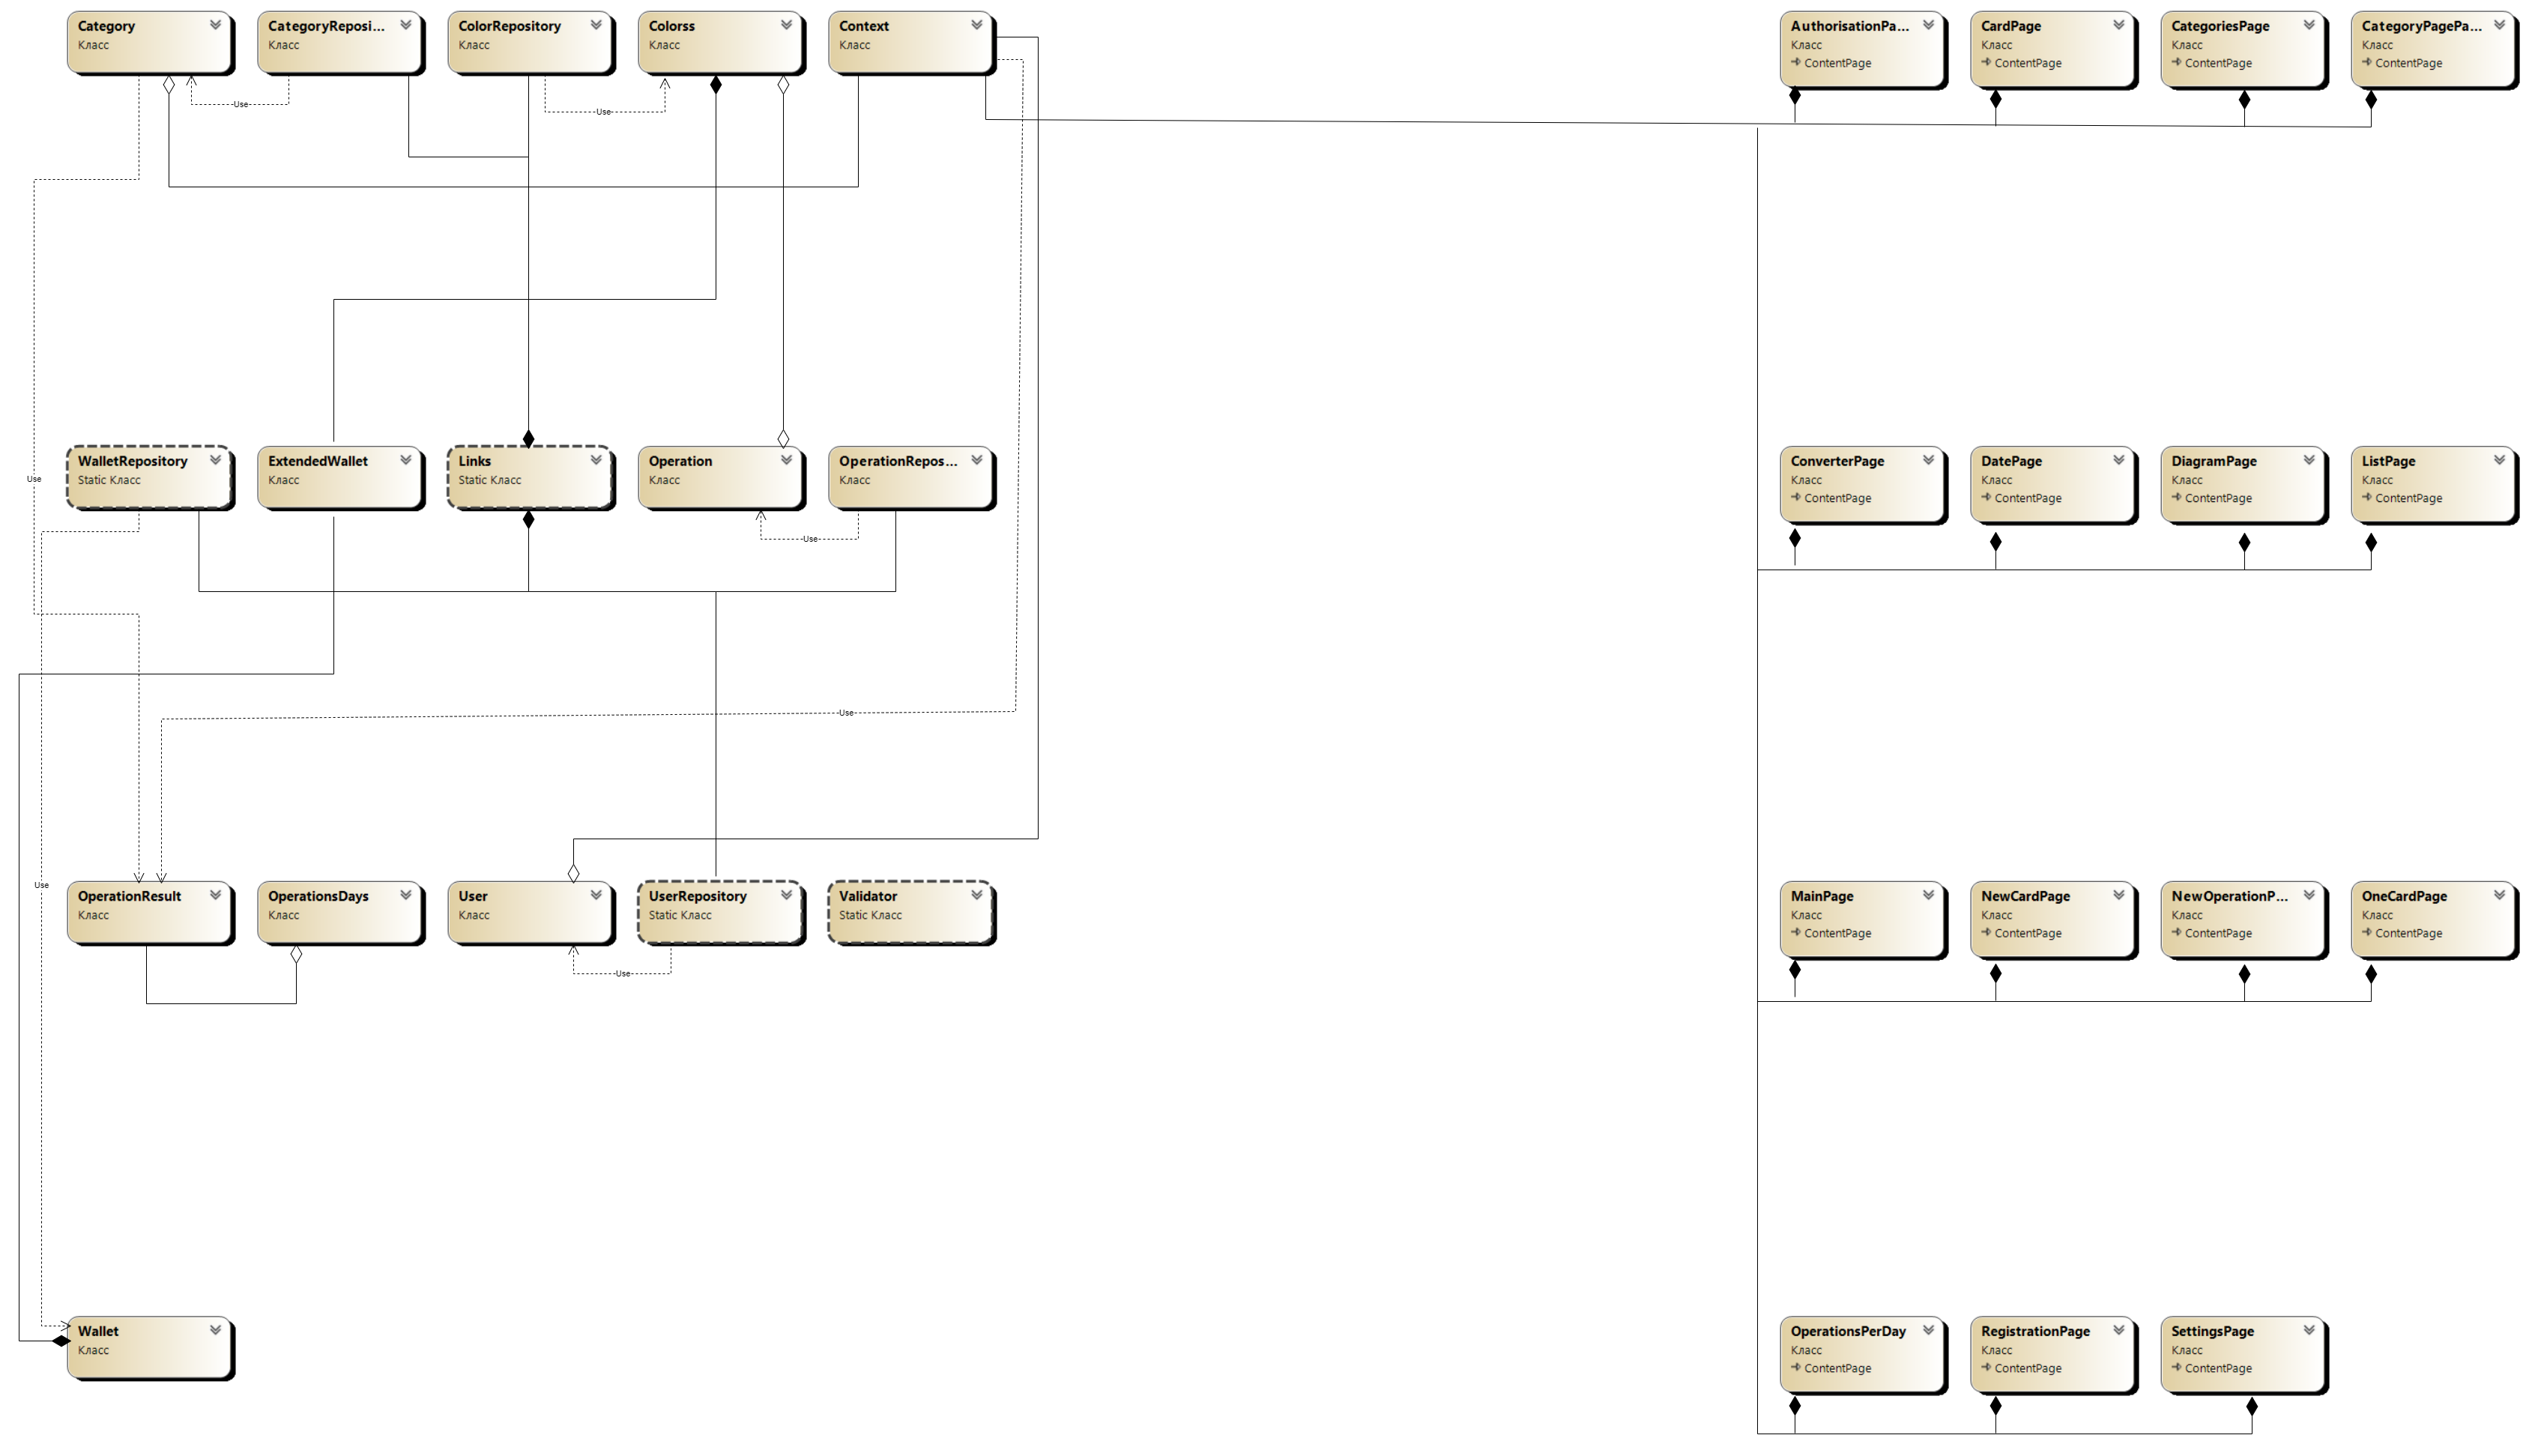 Category
Класс
CategoryReposi...
Класс
ColorRepository
Класс
Colorss
Класс
Context
Класс
AuthorisationPa...
Класс
ContentPage
CardPage
Класс
ContentPage
CategoriesPage
Класс
ContentPage
CategoryPagePa...
Класс
ContentPage
Use
Use
Use
WalletRepository
Static Класс
ExtendedWallet
Класс
Links
Static Класс
Operation
Класс
OperationRepos...
Класс
ConverterPage
Класс
ContentPage
DatePage
Класс
ContentPage
DiagramPage
Класс
ContentPage
ListPage
Класс
ContentPage
Use
Use
Use
OperationResult
Класс
OperationsDays
Класс
User
Класс
UserRepository
Static Класс
Validator
Static Класс
MainPage
Класс
ContentPage
NewCardPage
Класс
ContentPage
NewOperationP...
Класс
ContentPage
OneCardPage
Класс
ContentPage
Use
Wallet
Класс
OperationsPerDay
Класс
ContentPage
RegistrationPage
Класс
ContentPage
SettingsPage
Класс
ContentPage